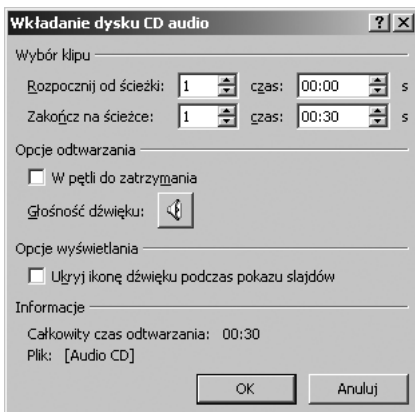 Wkładanie dysku CD audio
Wybór klipu
Rozpocznij od ścieżki: 1 czas: 00:00 s
Zakończ na ścieżce: 1 czas: 00:30 s
Opcje odtwarzania
W pętli do zatrzymania
Głośność dźwięku:
Opcje wyświetlania
Ukryj ikonę dźwięku podczas pokazu slajdów
Informacje
Całkowity czas odtwarzania: 00:30
Plik: [Audio CD]
OK Anuluj